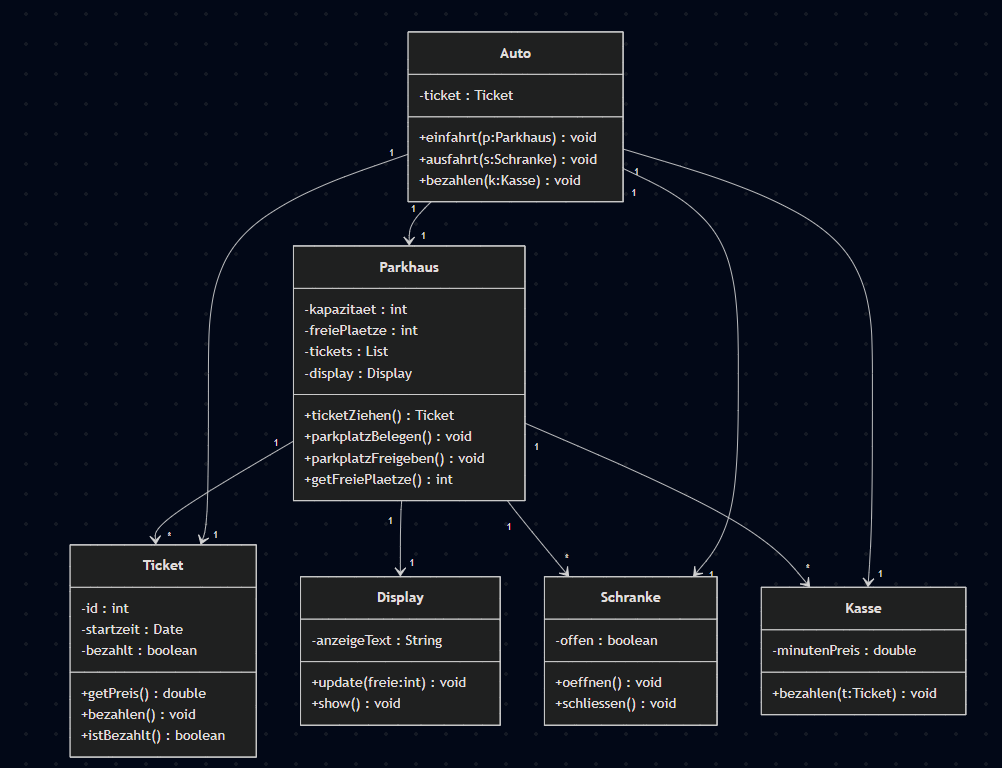 Auto
-ticket : Ticket
+einfahrt(p:Parkhaus) : void
+ausfahrt(s:Schranke) : void
+bezahlen(k:Kasse) : void
1
1
1
1
1
Parkhaus
-kapazitaet : int
-freiePlaetze : int
-tickets : List
-display : Display
+ticketZiehen() : Ticket
+parkplatzBelegen() : void
+parkplatzFreigeben() : void
+getFreiePlaetze() : int
1
1
1
1
*
1
1
*
1
*
1
Ticket
-id : int
-startzeit : Date
-bezahlt : boolean
+getPreis() : double
+bezahlen() : void
+istBezahlt() : boolean
Display
-anzeigeText : String
+update(freie:int) : void
+show() : void
Schranke
-offen : boolean
+oeffnen() : void
+schliessen() : void
Kasse
-minutenPreis : double
+bezahlen(t:Ticket) : void